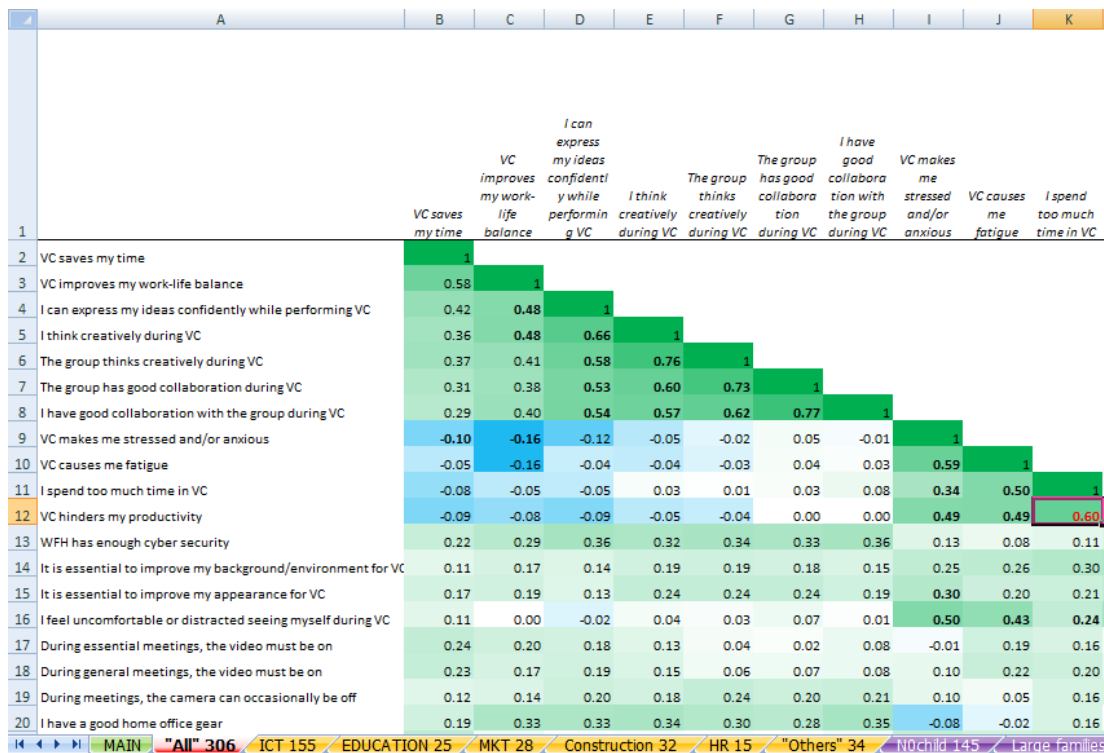 A B C D E F G H I J K
1 VC saves my time VC improves my work-life balance I can express my ideas confidentl y while performin g VC I think creatively during VC The group thinks creatively during VC The group has good collabora tion during VC I have good collabora tion with the group during VC VC makes me stressed and/or anxious VC causes me fatigue I spend too much time in VC
2 VC saves my time 1
3 VC improves my work-life balance 0.58 1
4 I can express my ideas confidently while performing VC 0.42 0.48 1
5 I think creatively during VC 0.36 0.48 0.66 1
6 The group thinks creatively during VC 0.37 0.41 0.58 0.76 1
7 The group has good collaboration during VC 0.31 0.38 0.53 0.60 0.73 1
8 I have good collaboration with the group during VC 0.29 0.40 0.54 0.57 0.62 0.77 1
9 VC makes me stressed and/or anxious -0.10 -0.16 -0.12 -0.05 -0.02 0.05 -0.01 1
10 VC causes me fatigue -0.05 -0.16 -0.04 -0.04 -0.03 0.04 0.03 0.59 1
11 I spend too much time in VC -0.08 -0.05 -0.05 0.03 0.01 0.03 0.08 0.34 0.50 1
12 VC hinders my productivity -0.09 -0.08 -0.09 -0.05 -0.04 0.00 0.00 0.49 0.49 0.60
13 WFH has enough cyber security 0.22 0.29 0.36 0.32 0.34 0.33 0.36 0.13 0.08 0.11
14 It is essential to improve my background/environment for VC 0.11 0.17 0.14 0.19 0.19 0.18 0.15 0.25 0.26 0.30
15 It is essential to improve my appearance for VC 0.17 0.19 0.13 0.24 0.24 0.24 0.19 0.30 0.20 0.21
16 I feel uncomfortable or distracted seeing myself during VC 0.11 0.00 -0.02 0.04 0.03 0.07 0.01 0.50 0.43 0.24
17 During essential meetings, the video must be on 0.24 0.20 0.18 0.13 0.04 0.02 0.08 -0.01 0.19 0.16
18 During general meetings, the video must be on 0.23 0.17 0.19 0.15 0.06 0.07 0.08 0.10 0.22 0.20
19 During meetings, the camera can occasionally be off 0.12 0.14 0.20 0.18 0.24 0.20 0.21 0.10 0.05 0.16
20 I have a good home office gear 0.19 0.33 0.33 0.34 0.30 0.28 0.35 -0.08 -0.02 0.16
MAIN "All" 306 ICT 155 EDUCATION 25 MKT 28 Construction 32 HR 15 "Others" 34 N0child 145 Large families